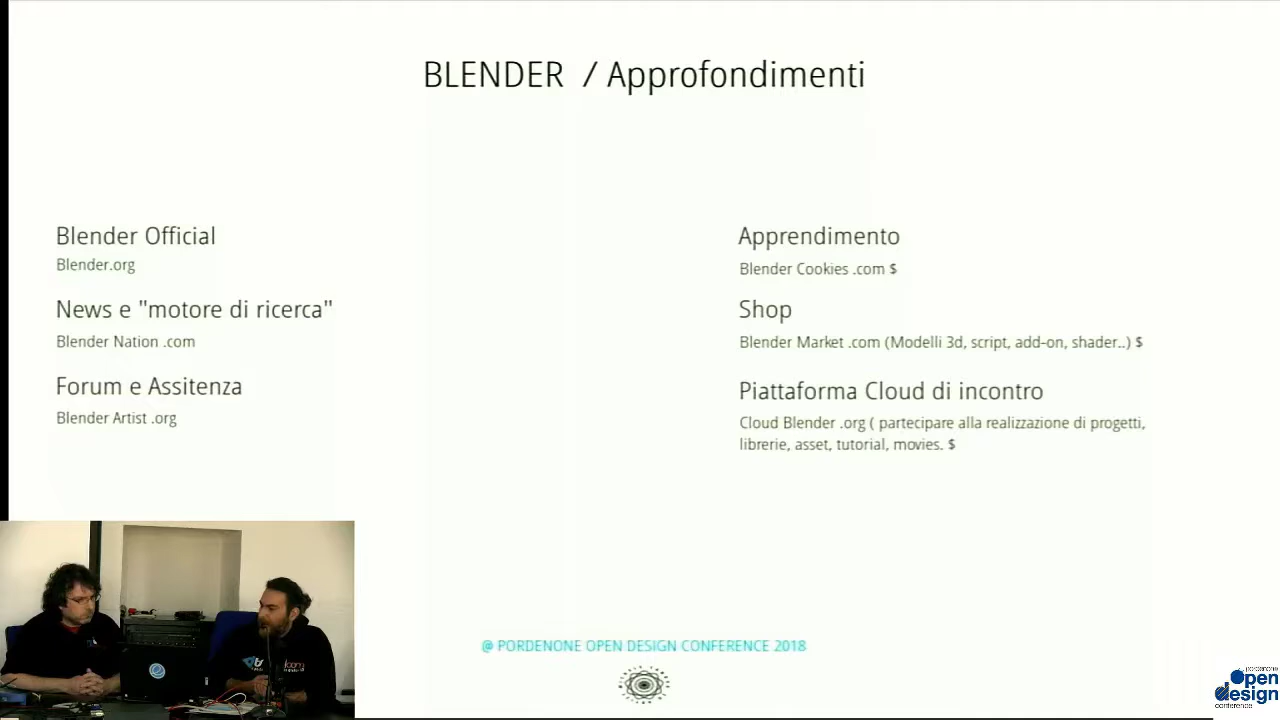 BLENDER / Approfondimenti
Blender Official
Blender.org
News e "motore di ricerca"
Blender Nation .com
Forum e Assitenza
Blender Artist .org
Apprendimento
Blender Cookies .com $
Shop
Blender Market .com (Modelli 3d, script, add-on, shader..) $
Piattaforma Cloud di incontro
Cloud Blender .org ( partecipare alla realizzazione di progetti,
librerie, asset, tutorial, movies. $
@ PORDENONE OPEN DESIGN CONFERENCE 2018
pordenone
open
design
conference